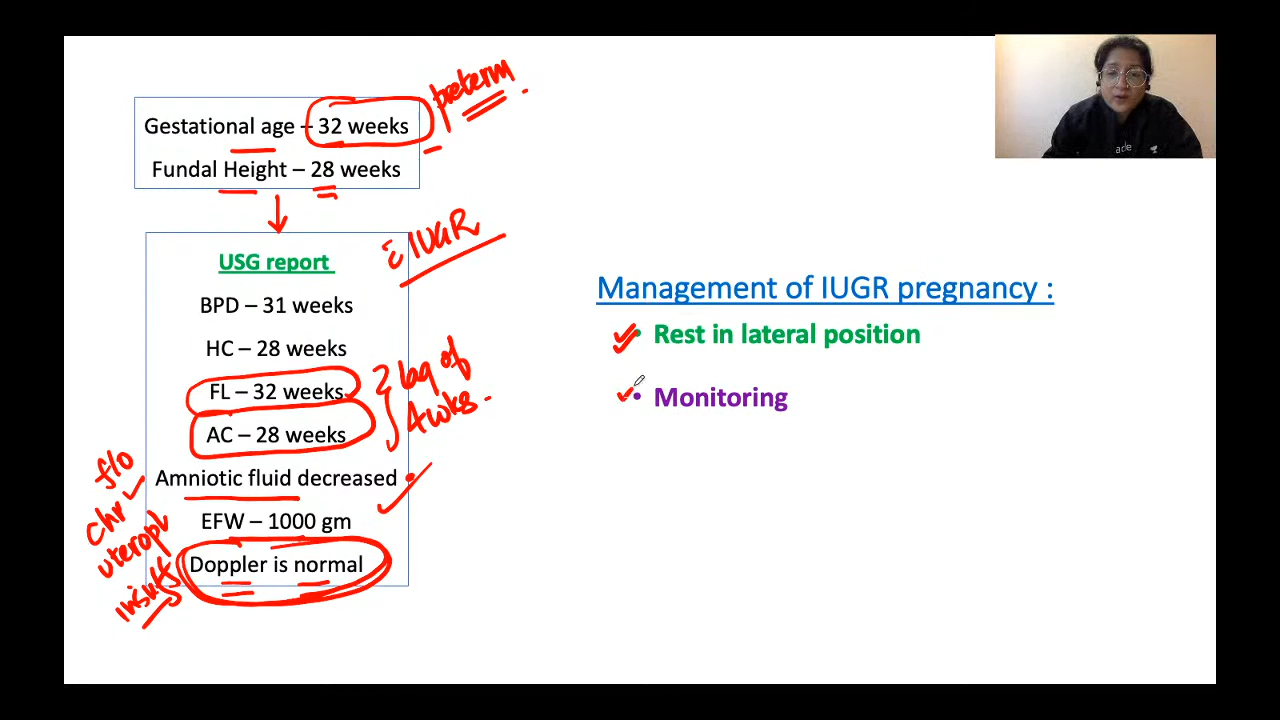 Gestational age – 32 weeks
preterm
Fundal Height – 28 weeks
c̄ IUGR
USG report
BPD – 31 weeks
HC – 28 weeks
FL – 32 weeks
AC – 28 weeks
lag of
4wks.
Amniotic fluid decreased
EFW – 1000 gm
Doppler is normal
f/o
chr
uteropl
insuff
Management of IUGR pregnancy :
• Rest in lateral position
• Monitoring